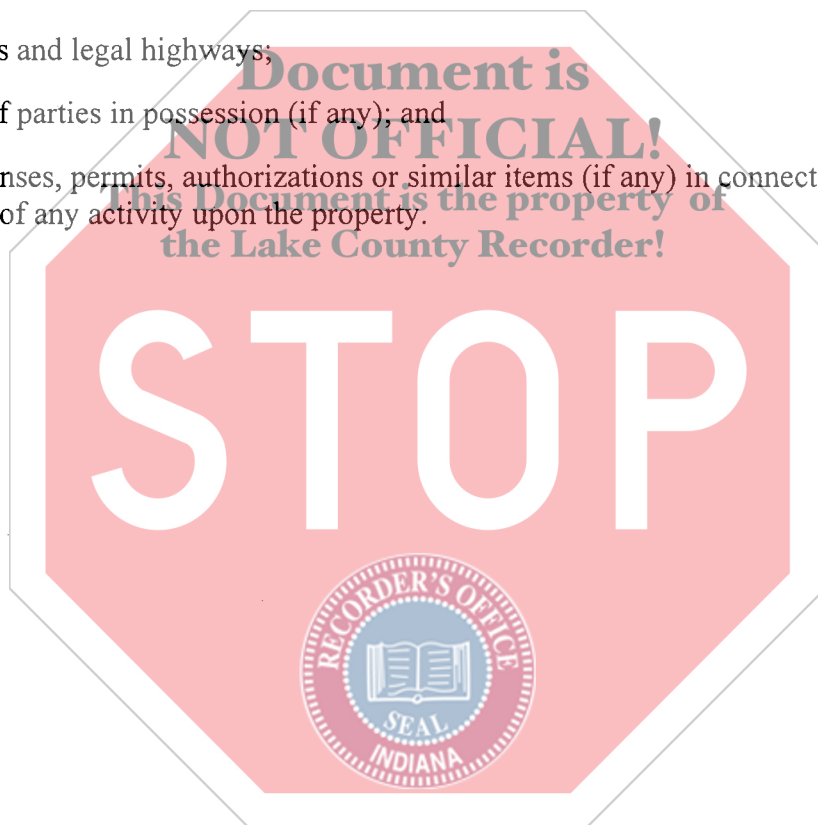 s and legal highways;
Document is
f parties in possession (if any); and
NOT OFFICIAL!
nses, permits, authorizations or similar items (if any) in connect
This Document is the property of
of any activity upon the property.
the Lake County Recorder!
STOP
RECORDER'S OFFICE
SEAL
INDIANA